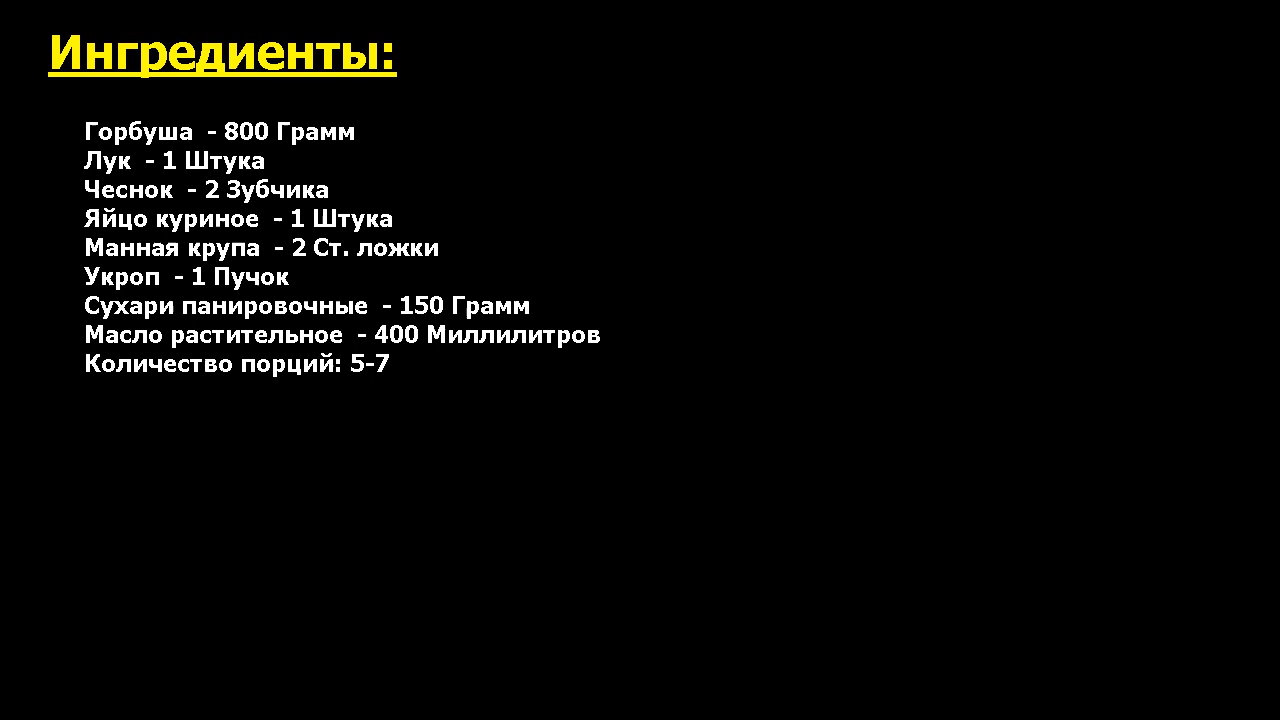 Ингредиенты:
Горбуша  - 800 Грамм
Лук  - 1 Штука
Чеснок  - 2 Зубчика
Яйцо куриное  - 1 Штука
Манная крупа  - 2 Ст. ложки
Укроп  - 1 Пучок
Сухари панировочные  - 150 Грамм
Масло растительное  - 400 Миллилитров
Количество порций: 5-7